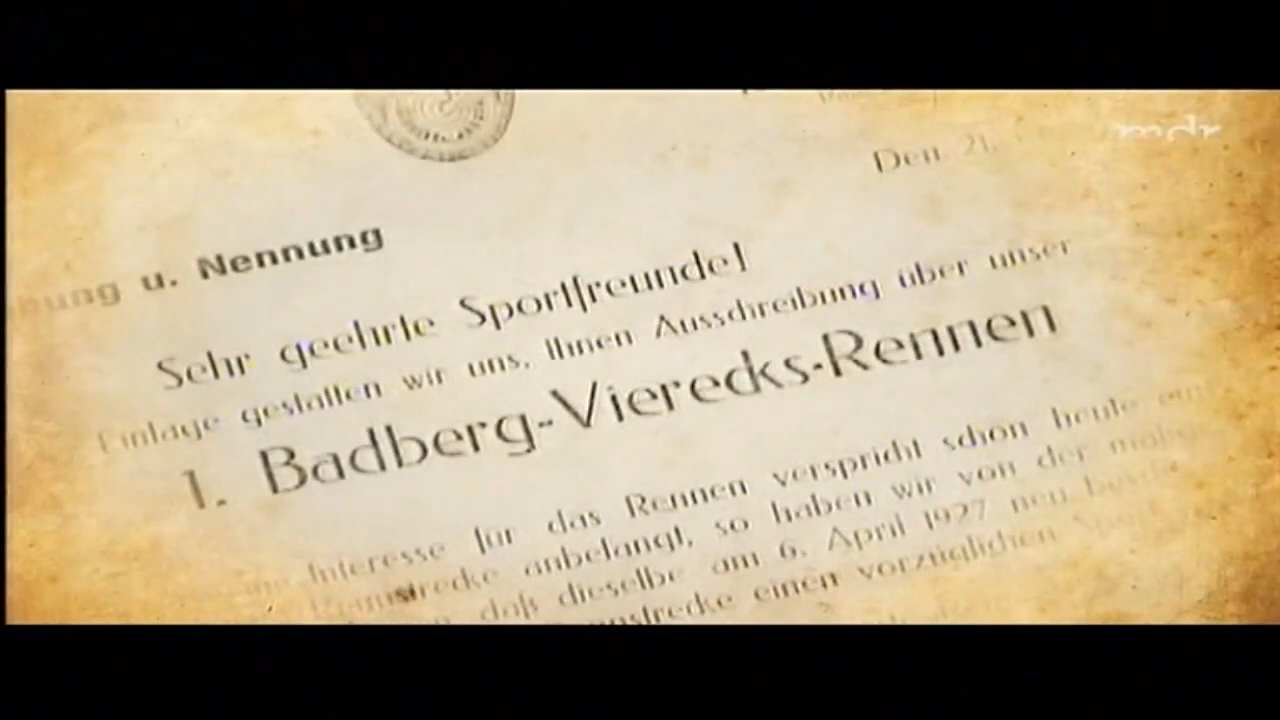 mdr
Den 21.
u. Nennung
Sehr geehrte Sportfreunde!
Einlage gestatten wir uns, Ihnen Ausschreibung über unser
1. Badberg-Vierecks-Rennen
Interesse für das Rennen verspricht schon heute
Rennstrecke anbelangt, so haben wir von der
daß dieselbe am 6. April 1927 neu
einen vorzüglichen